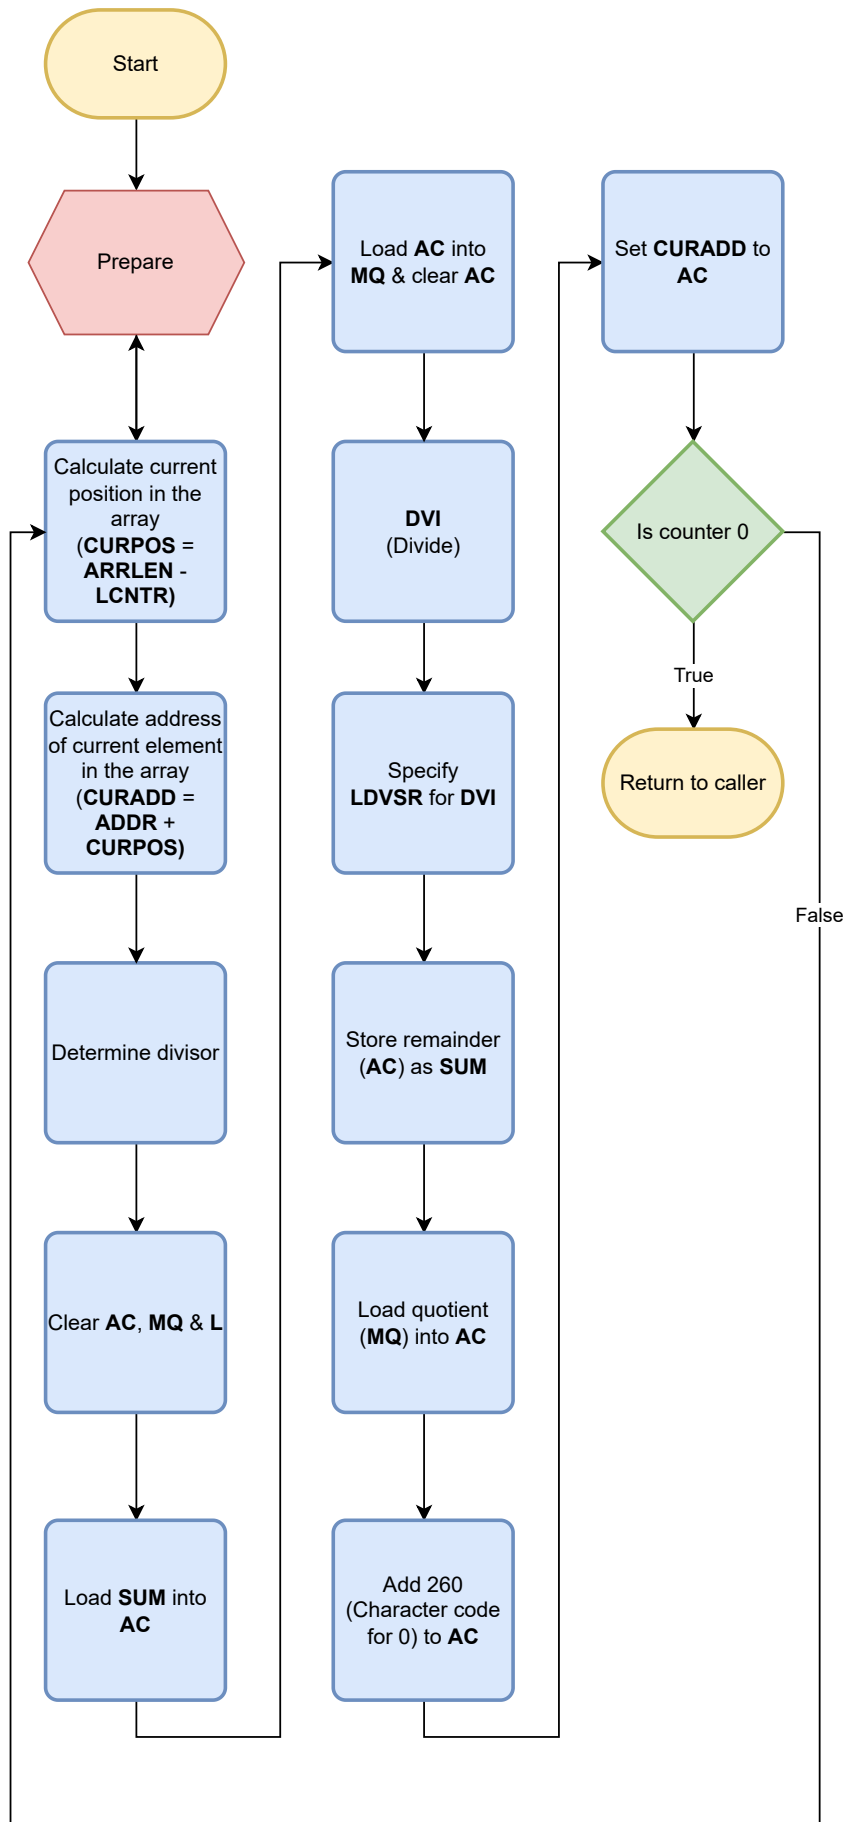 Start
Prepare
Calculate current
position in the
array
(CURPOS =
ARRLEN -
LCNTR)
Calculate address
of current element
in the array
(CURADD =
ADDR +
CURPOS)
Determine divisor
Clear AC, MQ & L
Load SUM into
AC
Load AC into
MQ & clear AC
DVI
(Divide)
Specify
LDVSR for DVI
Store remainder
(AC) as SUM
Load quotient
(MQ) into AC
Add 260
(Character code
for 0) to AC
Set CURADD to
AC
Is counter 0
True
Return to caller
False